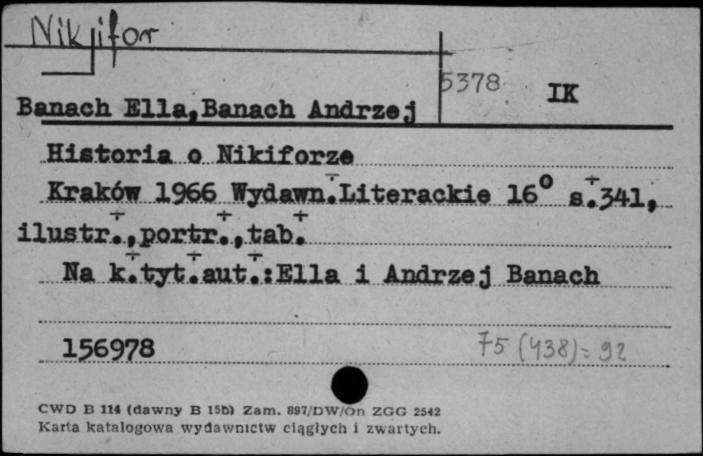 Nikifor
5378 IK
Banach Ella,Banach Andrzej
Historia o Nikiforze
Kraków 1966 Wydawn.Literackie 16° s.341,
ilustr.,portr.,tab.
Na k.tyt.aut.:Ella i Andrzej Banach
156978 75(438)=92
CWD B 114 (dawny B 15b) Zam. 897/DW/On ZGG 2542
Karta katalogowa wydawnictw ciągłych i zwartych.